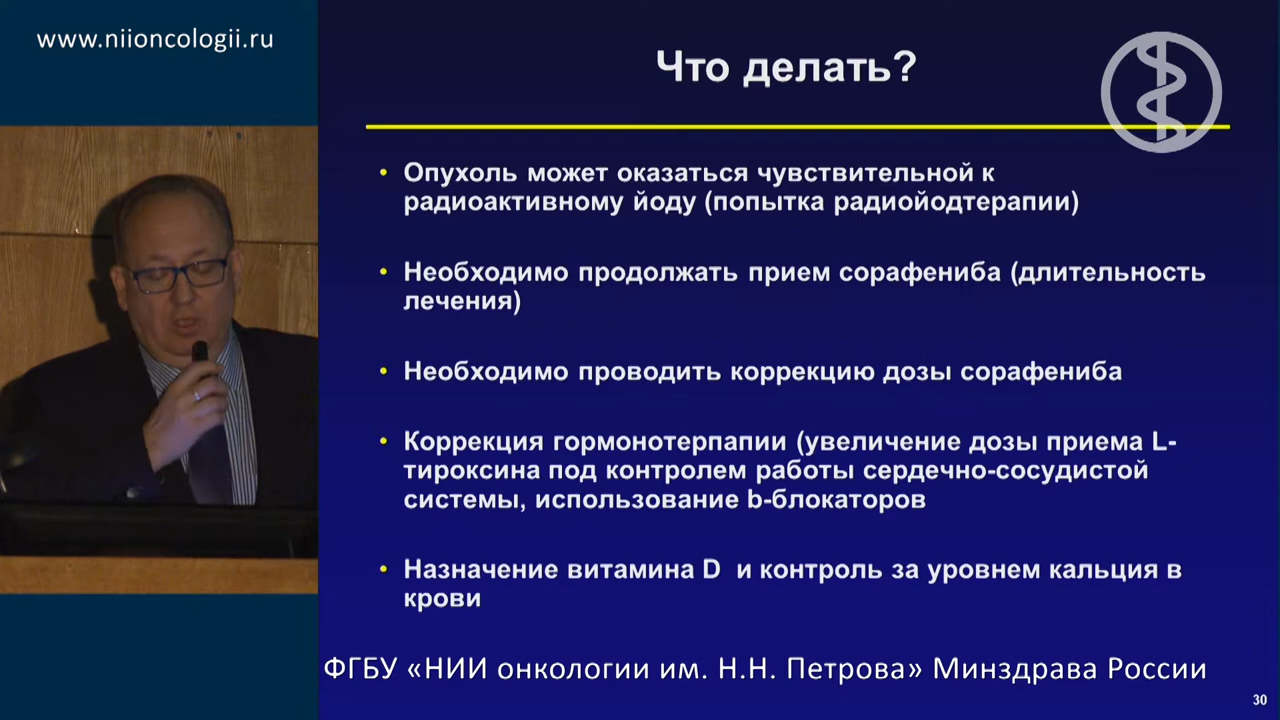 www.niioncologii.ru
Что делать?
• Опухоль может оказаться чувствительной к
радиоактивному йоду (попытка радиойодтерапии)
• Необходимо продолжать прием сорафениба (длительность
лечения)
• Необходимо проводить коррекцию дозы сорафениба
• Коррекция гормонотерпапии (увеличение дозы приема L-
тироксина под контролем работы сердечно-сосудистой
системы, использование b-блокаторов
• Назначение витамина D и контроль за уровнем кальция в
крови
ФГБУ «НИИ онкологии им. Н.Н. Петрова» Минздрава России
30